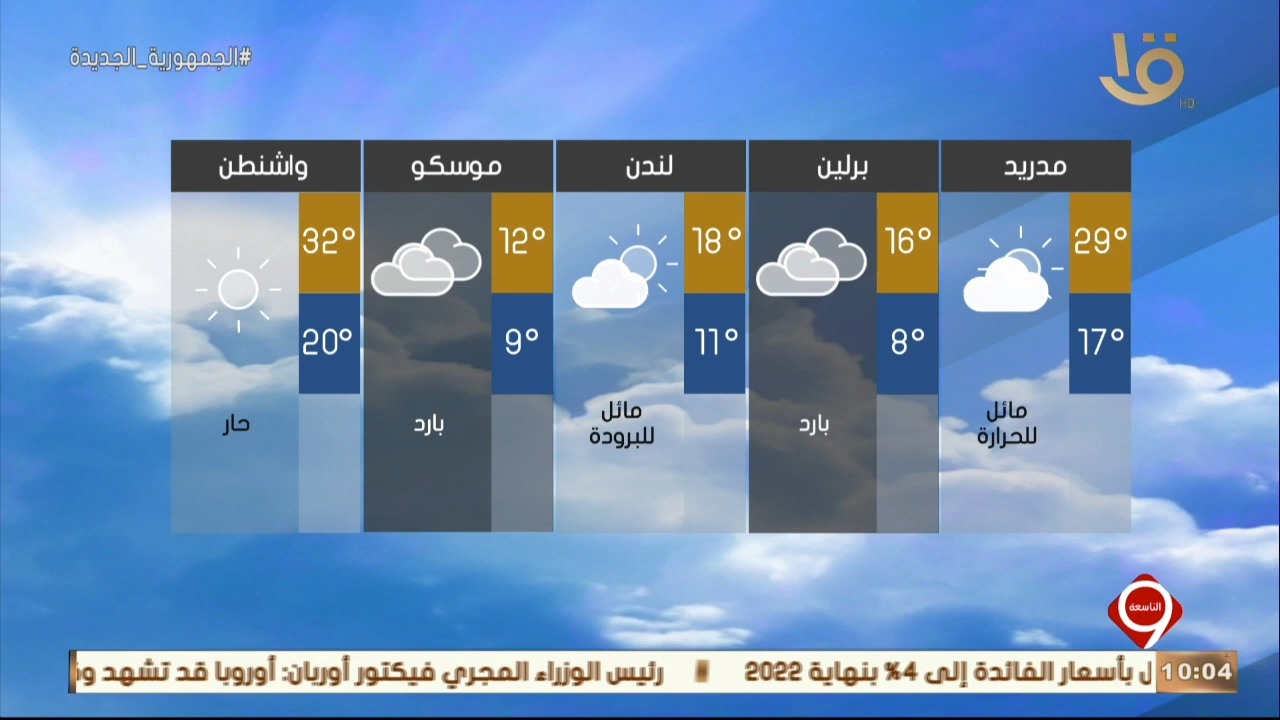 #الجمهورية_الجديدة
HD
مدريد
29°
17°
مائل
للحرارة
برلين
16°
8°
بارد
لندن
18°
11°
مائل
للبرودة
موسكو
12°
9°
بارد
واشنطن
32°
20°
حار
التاسعة
9
10:04
بأسعار الفائدة إلى 4% بنهاية 2022
رئيس الوزراء المجري فيكتور أوربان: أوروبا قد تشهد